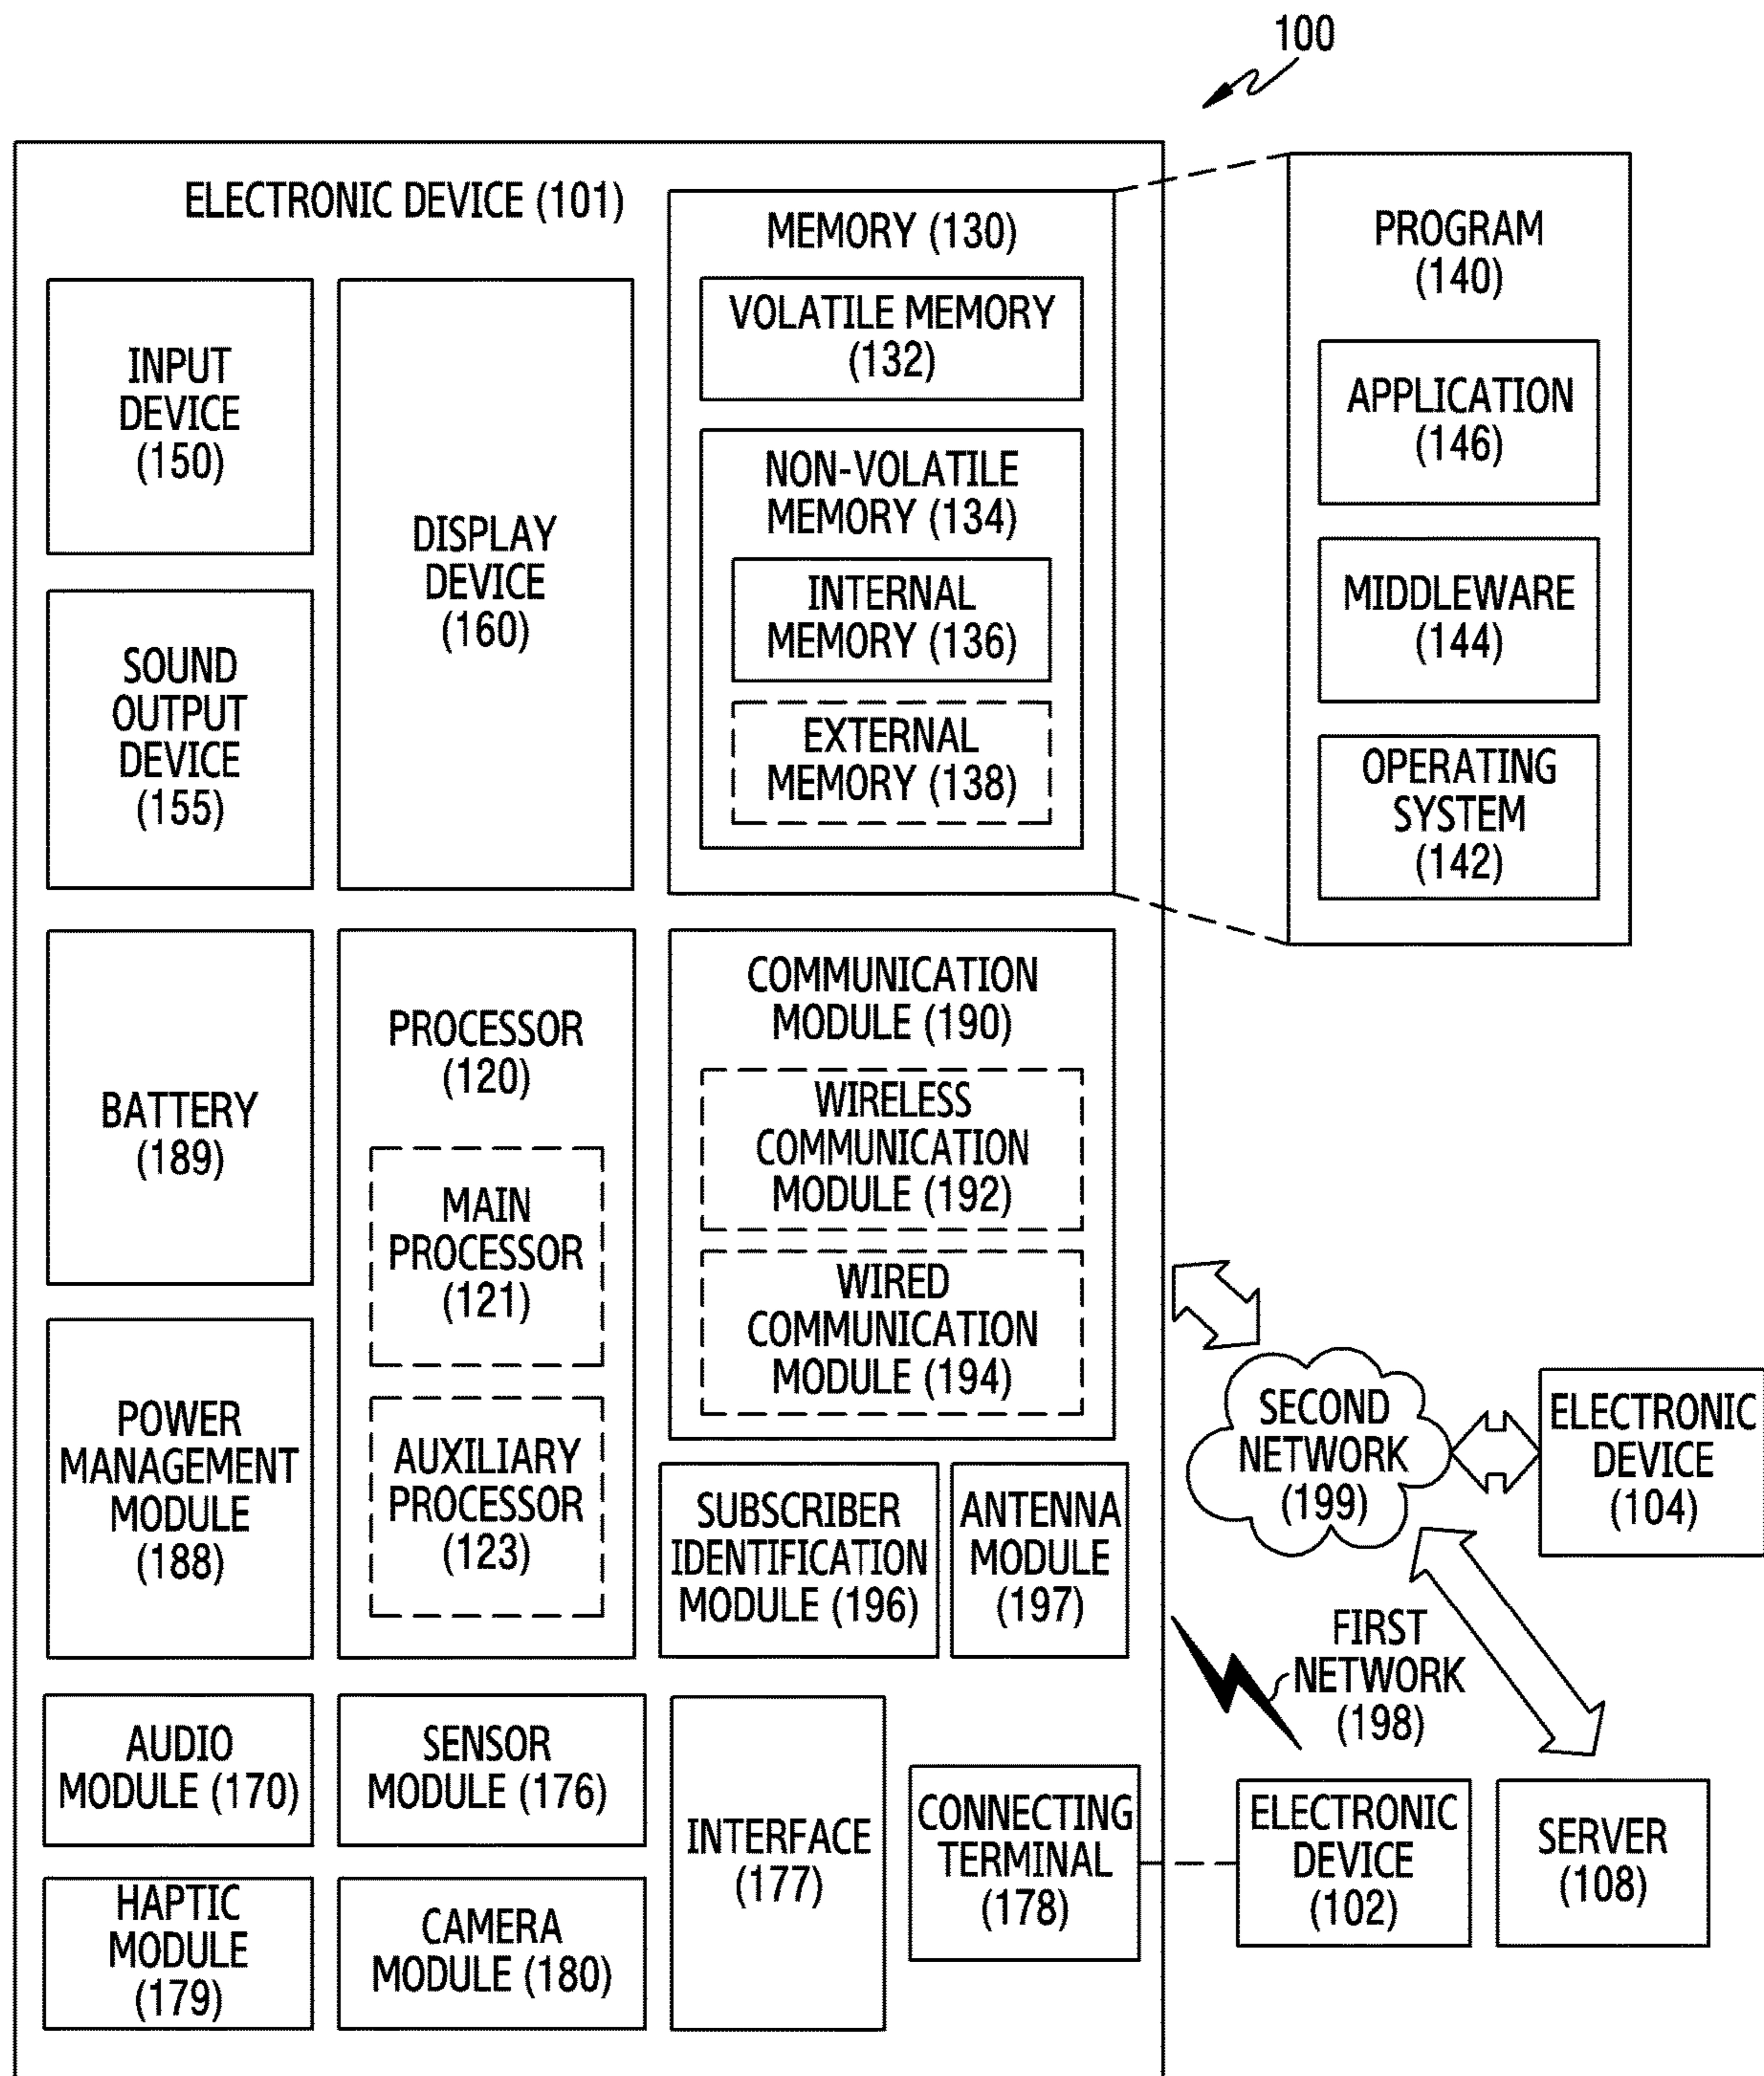 100
ELECTRONIC DEVICE (101)
INPUT
DEVICE
(150)
SOUND
OUTPUT
DEVICE
(155)
DISPLAY
DEVICE
(160)
MEMORY (130)
VOLATILE MEMORY
(132)
NON-VOLATILE
MEMORY (134)
INTERNAL
MEMORY (136)
EXTERNAL
MEMORY (138)
PROGRAM
(140)
APPLICATION
(146)
MIDDLEWARE
(144)
OPERATING
SYSTEM
(142)
BATTERY
(189)
POWER
MANAGEMENT
MODULE
(188)
PROCESSOR
(120)
MAIN
PROCESSOR
(121)
AUXILIARY
PROCESSOR
(123)
COMMUNICATION
MODULE (190)
WIRELESS
COMMUNICATION
MODULE (192)
WIRED
COMMUNICATION
MODULE (194)
SUBSCRIBER
IDENTIFICATION
MODULE (196)
ANTENNA
MODULE
(197)
SECOND
NETWORK
(199)
ELECTRONIC
DEVICE
(104)
FIRST
NETWORK
(198)
AUDIO
MODULE (170)
SENSOR
MODULE (176)
HAPTIC
MODULE
(179)
CAMERA
MODULE (180)
INTERFACE
(177)
CONNECTING
TERMINAL
(178)
ELECTRONIC
DEVICE
(102)
SERVER
(108)